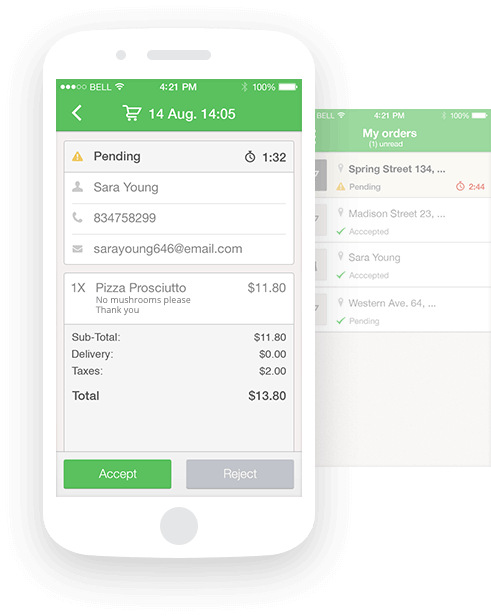 BELL 4:21 PM 100%
14 Aug. 14:05
Pending 1:32
Sara Young
834758299
sarayoung646@email.com
1X Pizza Prosciutto $11.80
No mushrooms please
Thank you
Sub-Total: $11.80
Delivery: $0.00
Taxes: $2.00
Total $13.80
Accept Reject
BELL 4:21 PM 100%
My orders
(1) unread
Spring Street 134, ...
Pending 2:44
Madison Street 23, ...
Acccepted
Sara Young
Acccepted
Western Ave. 64, ...
Pending